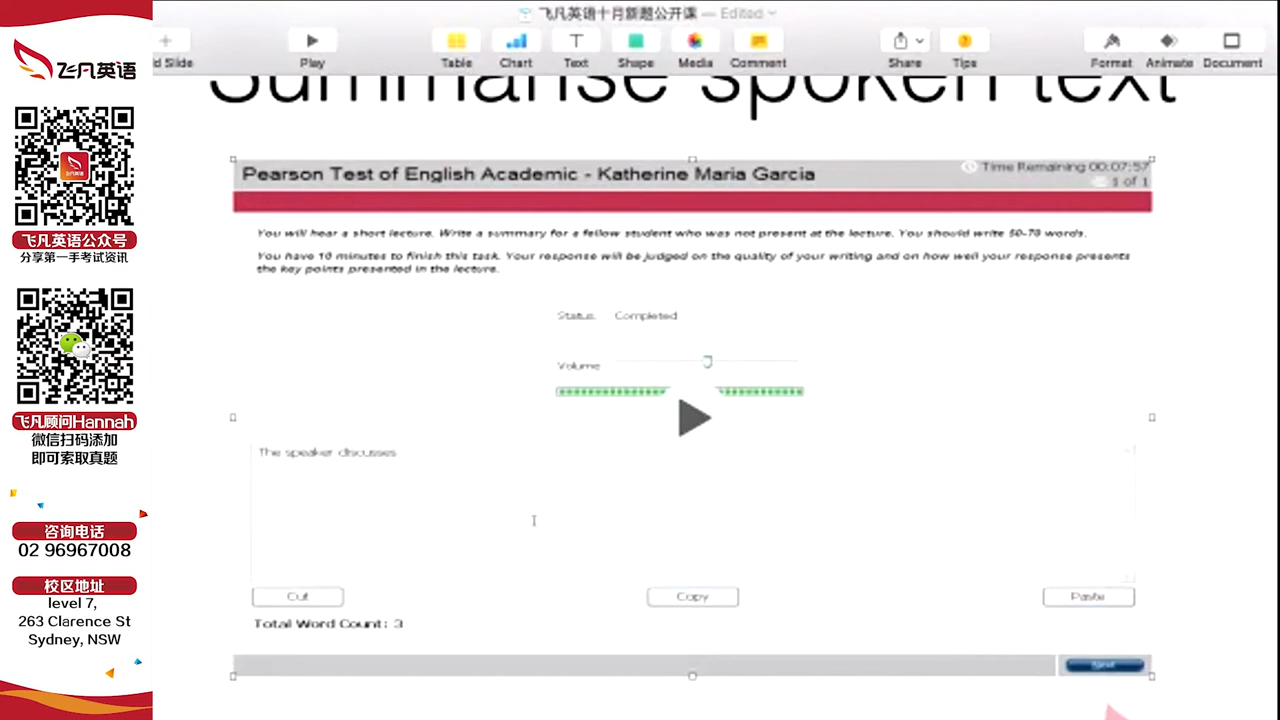 飞凡英语
飞凡英语公众号
分享第一手考试资讯
飞凡顾问Hannah
微信扫码添加
即可索取真题
咨询电话
02 96967008
校区地址
level 7,
263 Clarence St
Sydney, NSW
飞凡英语十月新题公开课 — Edited
d Slide
Play
Table
Chart
Text
Shape
Media
Comment
Share
Tips
Format
Animate
Document
Summarise spoken text
Pearson Test of English Academic - Katherine Maria Garcia
Time Remaining 00:07:57
1 of 1
You will hear a short lecture. Write a summary for a fellow student who was not present at the lecture. You should write 50-70 words.
You have 10 minutes to finish this task. Your response will be judged on the quality of your writing and on how well your response presents
the key points presented in the lecture.
Status: Completed
Volume
The speaker discusses
Cut
Copy
Paste
Total Word Count: 3
Next